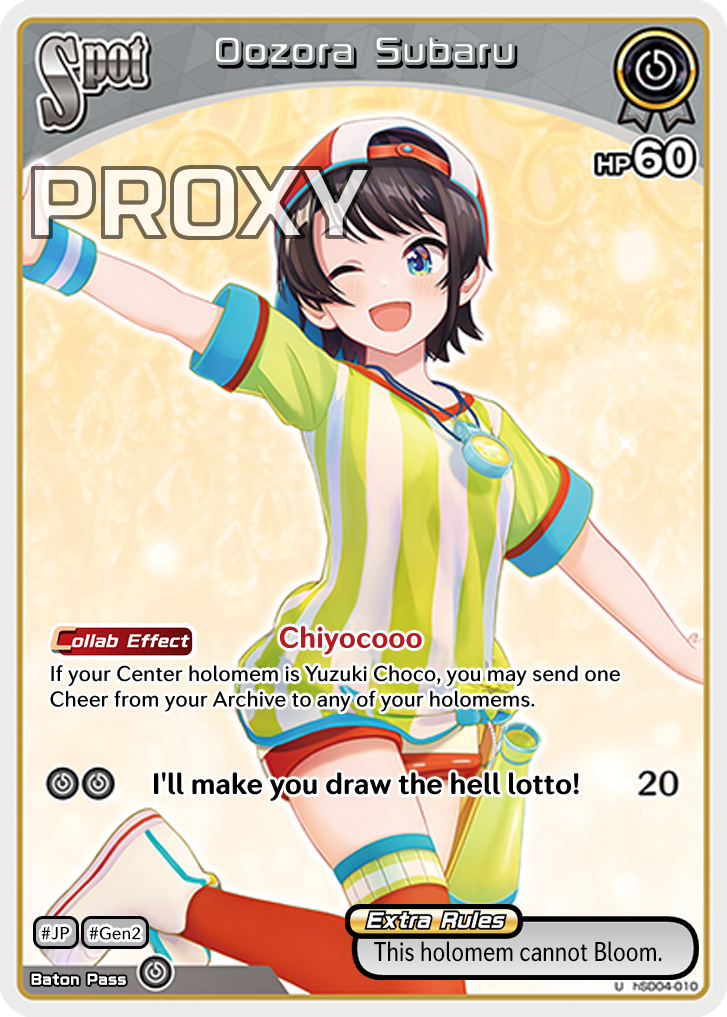 Spot
Oozora Subaru
HP60
PROXY
Collab Effect
Chiyocooo
If your Center holomem is Yuzuki Choco, you may send one
Cheer from your Archive to any of your holomems.
I'll make you draw the hell lotto! 20
#JP #Gen2
Extra Rules
This holomem cannot Bloom.
Baton Pass
U hSD04-010